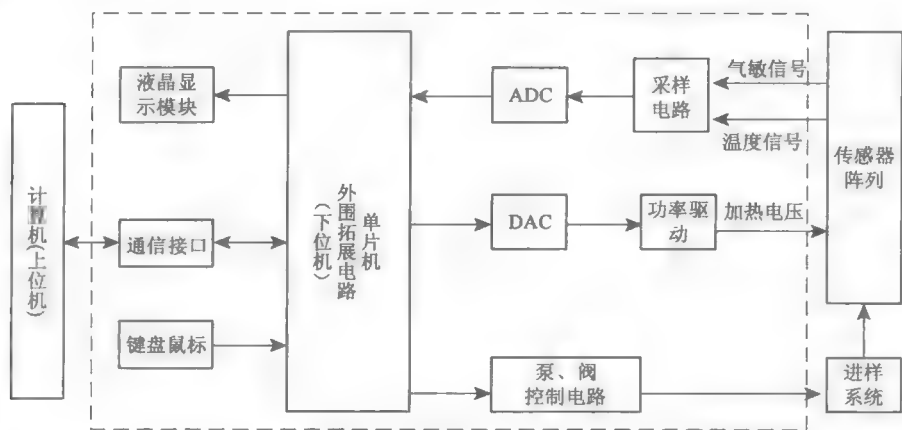 计算机(上位机)
液晶显
示模块
通信接口
键盘鼠标
单片机
外围拓展电路
(下位机)
ADC
采样
电路
气敏信号
温度信号
DAC
功率驱
动
加热电压
泵、阀
控制电路
传感器
阵列
进样
系统